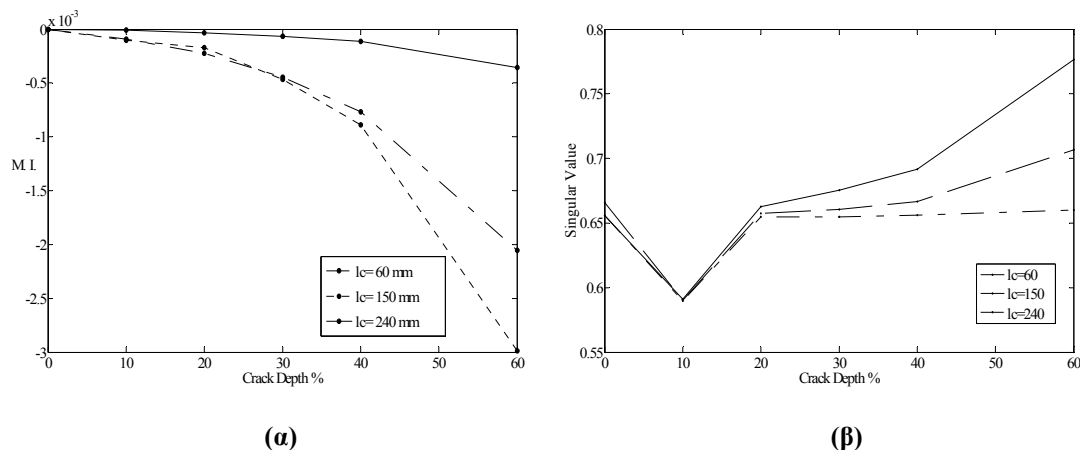 x 10-3
0
-0.5
-1
M.I.
-1.5
-2
-2.5
-3
lc= 60 mm
lc= 150 mm
lc= 240 mm
0 10 20 30 40 50 60
Crack Depth %
(α)
0.8
0.75
0.7
Singular Value
0.65
0.6
0.55
lc=60
lc=150
lc=240
0 10 20 30 40 50 60
Crack Depth %
(β)